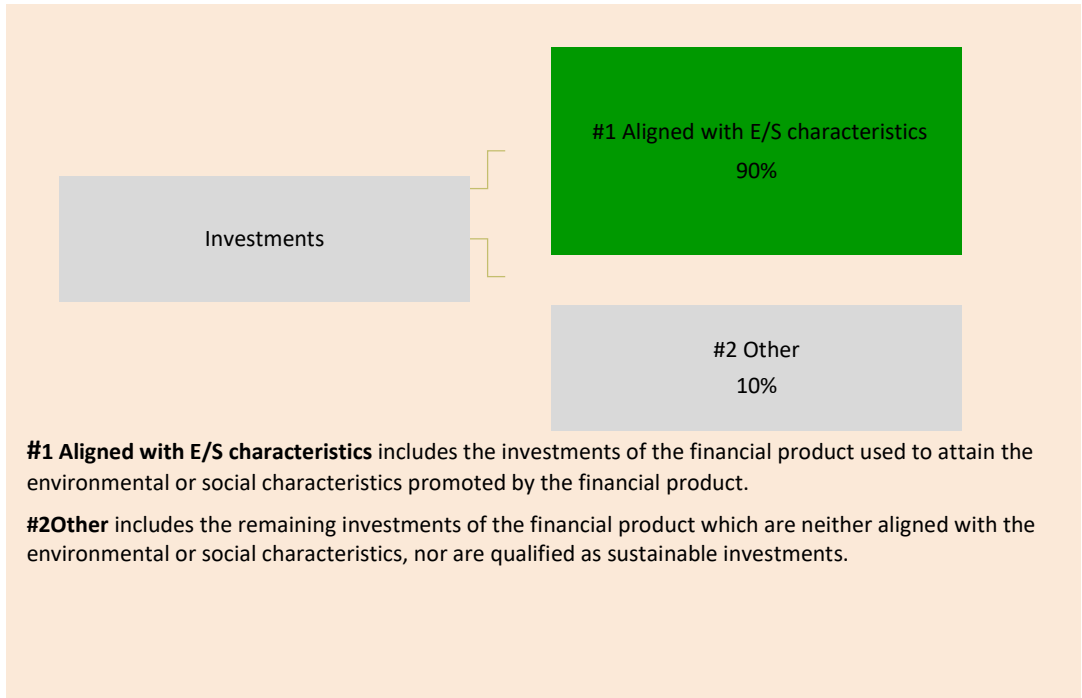 #1 Aligned with E/S characteristics
90%
Investments
#2 Other
10%
#1 Aligned with E/S characteristics includes the investments of the financial product used to attain the
environmental or social characteristics promoted by the financial product.
#2Other includes the remaining investments of the financial product which are neither aligned with the
environmental or social characteristics, nor are qualified as sustainable investments.